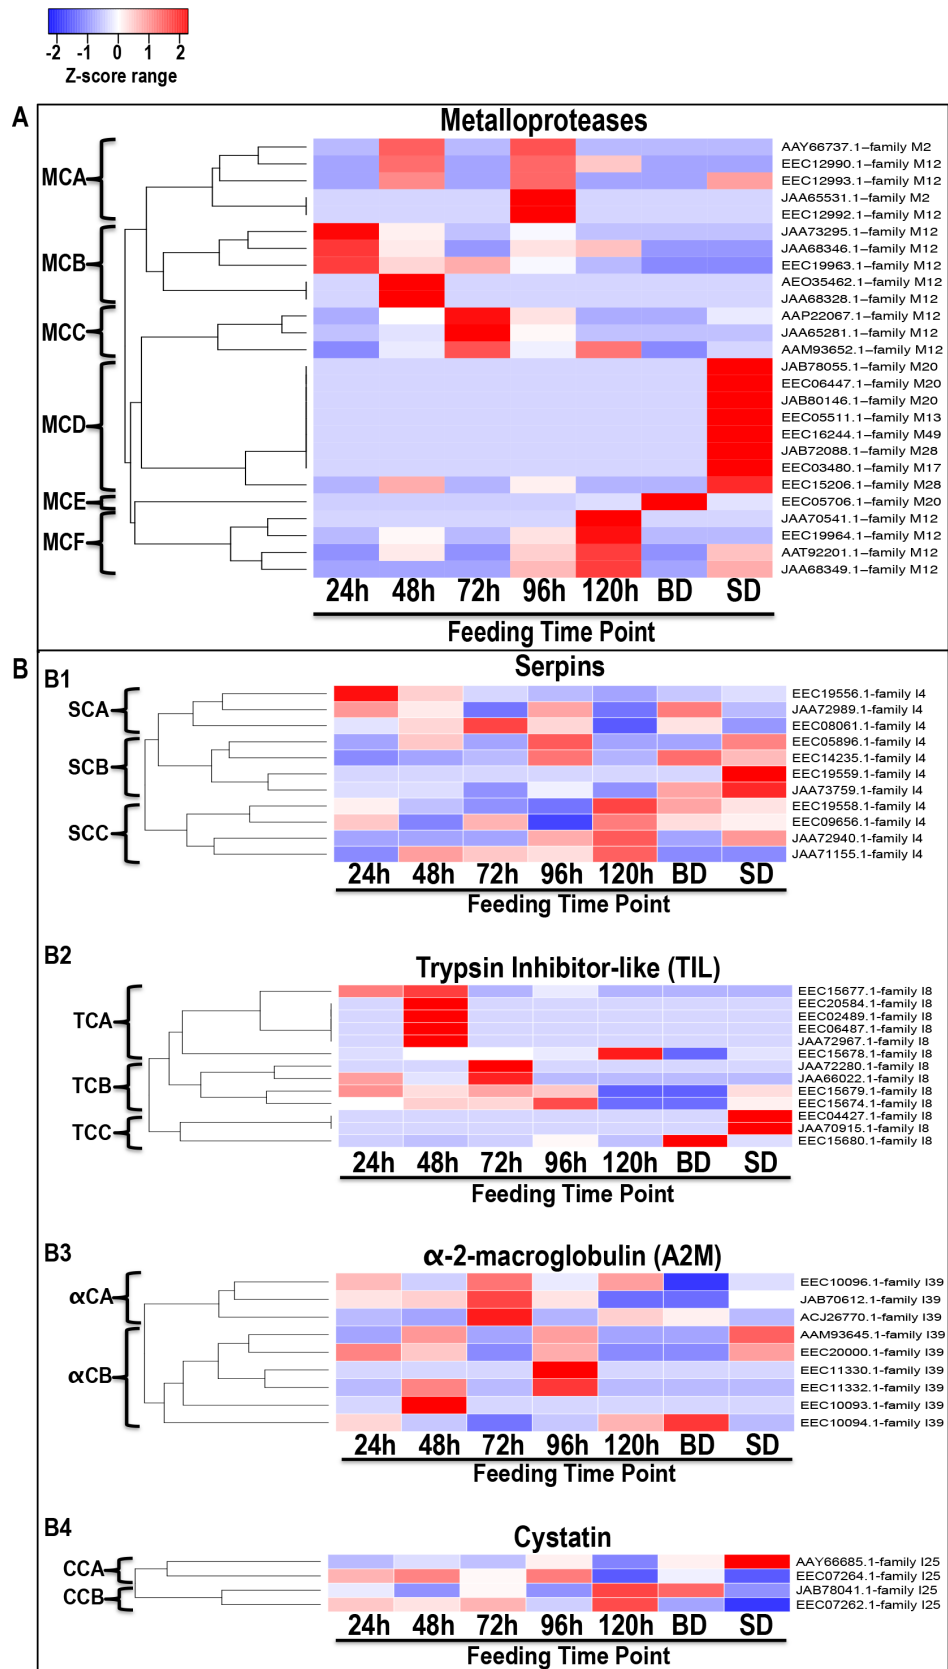 -2 -1 0 1 2
Z-score range
A
Metalloproteases
MCA
MCB
MCC
MCD
MCE
MCF
AAY66737.1–family M2
EEC12990.1–family M12
EEC12993.1–family M12
JAA65531.1–family M2
EEC12992.1–family M12
JAA73295.1–family M12
JAA68346.1–family M12
EEC19963.1–family M12
AEO35462.1–family M12
JAA68328.1–family M12
AAP22067.1–family M12
JAA65281.1–family M12
AAM93652.1–family M12
JAB78055.1–family M20
EEC06447.1–family M20
JAB80146.1–family M20
EEC05511.1–family M13
EEC16244.1–family M49
JAB72088.1–family M28
EEC03480.1–family M17
EEC15206.1–family M28
EEC05706.1–family M20
JAA70541.1–family M12
EEC19964.1–family M12
AAT92201.1–family M12
JAA68349.1–family M12
24h 48h 72h 96h 120h BD SD
Feeding Time Point
B
B1
Serpins
SCA
SCB
SCC
EEC19556.1-family I4
JAA72989.1-family I4
EEC08061.1-family I4
EEC05896.1-family I4
EEC14235.1-family I4
EEC19559.1-family I4
JAA73759.1-family I4
EEC19558.1-family I4
EEC09656.1-family I4
JAA72940.1-family I4
JAA71155.1-family I4
24h 48h 72h 96h 120h BD SD
Feeding Time Point
B2
Trypsin Inhibitor-like (TIL)
TCA
TCB
TCC
EEC15677.1-family I8
EEC20584.1-family I8
EEC02489.1-family I8
EEC06487.1-family I8
JAA72967.1-family I8
EEC15678.1-family I8
JAA72280.1-family I8
JAA66022.1-family I8
EEC15679.1-family I8
EEC15674.1-family I8
EEC04427.1-family I8
JAA70915.1-family I8
EEC15680.1-family I8
24h 48h 72h 96h 120h BD SD
Feeding Time Point
B3
α-2-macroglobulin (A2M)
αCA
αCB
EEC10096.1-family I39
JAB70612.1-family I39
ACJ26770.1-family I39
AAM93645.1-family I39
EEC20000.1-family I39
EEC11330.1-family I39
EEC11332.1-family I39
EEC10093.1-family I39
EEC10094.1-family I39
24h 48h 72h 96h 120h BD SD
Feeding Time Point
B4
Cystatin
CCA
CCB
AAY66685.1-family I25
EEC07264.1-family I25
JAB78041.1-family I25
EEC07262.1-family I25
24h 48h 72h 96h 120h BD SD
Feeding Time Point